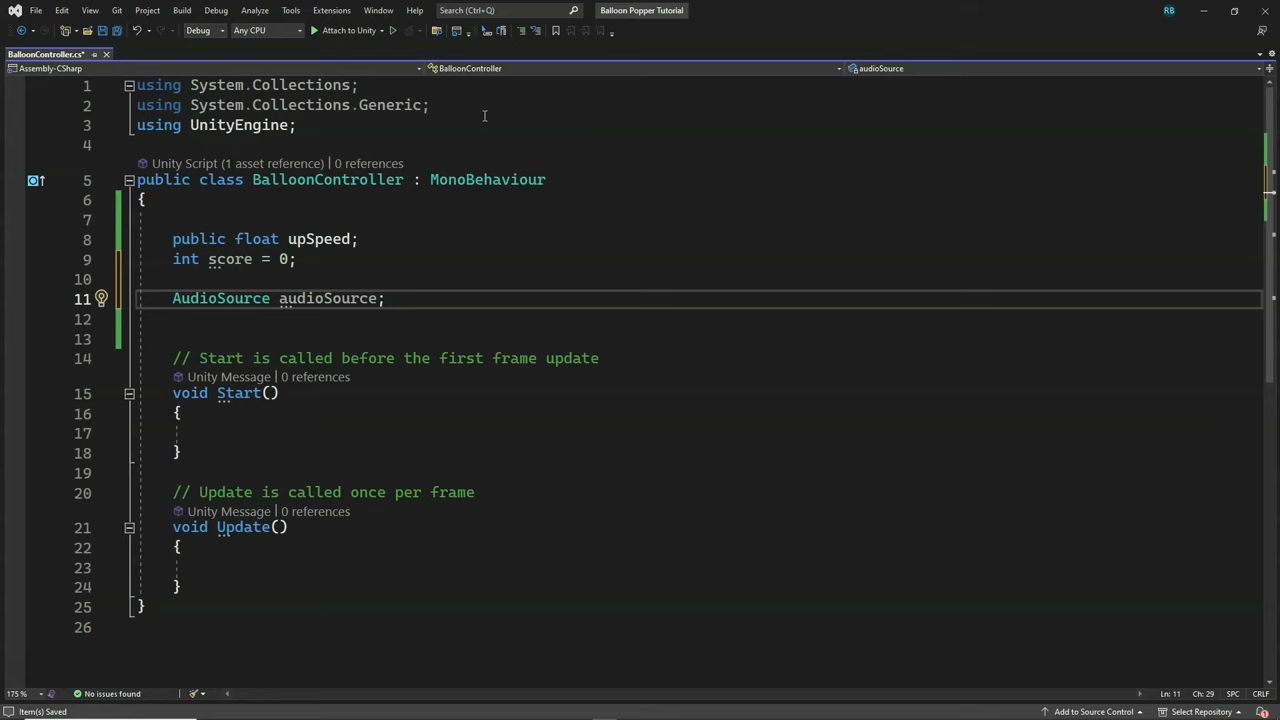 File Edit View Git Project Build Debug Analyze Tools Extensions Window Help Search (Ctrl+Q) Balloon Popper Tutorial RB
Debug Any CPU Attach to Unity
BalloonController.cs*
Assembly-CSharp BalloonController audioSource
1 using System.Collections;
2 using System.Collections.Generic;
3 using UnityEngine;
4
Unity Script (1 asset reference) | 0 references
5 public class BalloonController : MonoBehaviour
6 {
7
8 public float upSpeed;
9 int score = 0;
10
11 AudioSource audioSource;
12
13
14 // Start is called before the first frame update
Unity Message | 0 references
15 void Start()
16 {
17
18 }
19
20 // Update is called once per frame
Unity Message | 0 references
21 void Update()
22 {
23
24 }
25 }
26
175 % No issues found Ln: 11 Ch: 29 SPC CRLF
Item(s) Saved Add to Source Control Select Repository 1